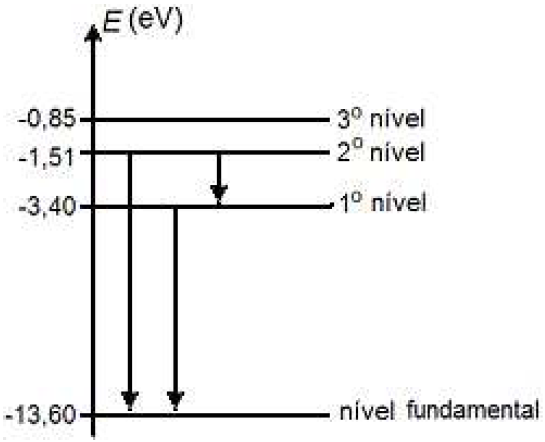 E (eV)
-0,85 3º nível
-1,51 2º nível
-3,40 1º nível
-13,60 nível fundamental